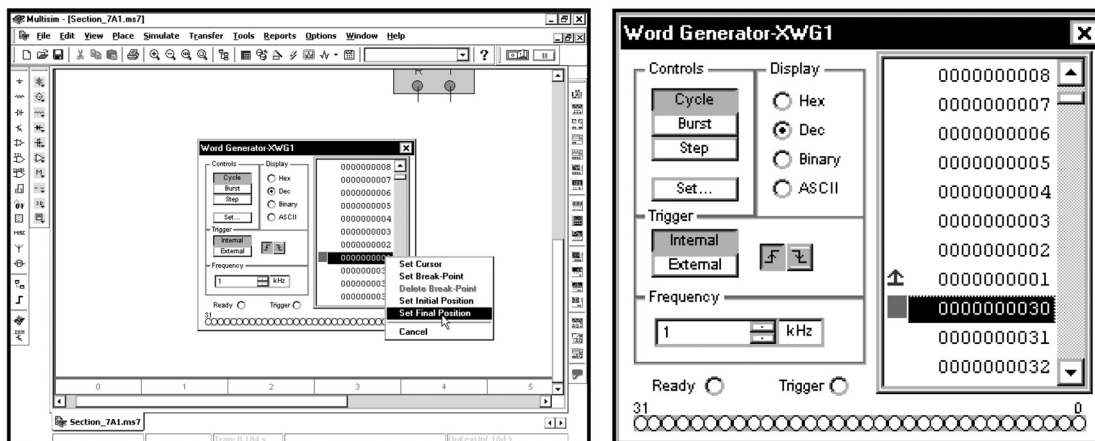 Multisim - [Section_7A1.ms7]
File Edit View Place Simulate Transfer Tools Reports Options Window Help
?
R T
Word Generator-XWG1
Controls
Cycle
Burst
Step
Set...
Display
Hex
Dec
Binary
ASCII
Trigger
Internal
External
Frequency
1 kHz
Ready Trigger
31
0000000008
0000000007
0000000006
0000000005
0000000004
0000000003
0000000002
Set Cursor
Set Break-Point
Delete Break-Point
Set Initial Position
Set Final Position
Cancel
0 1 2 3 4 5
Section_7A1.ms7
Word Generator-XWG1
Controls
Cycle
Burst
Step
Set...
Display
Hex
Dec
Binary
ASCII
Trigger
Internal
External
Frequency
1 kHz
Ready Trigger
31 0
0000000008
0000000007
0000000006
0000000005
0000000004
0000000003
0000000002
0000000001
0000000030
0000000031
0000000032